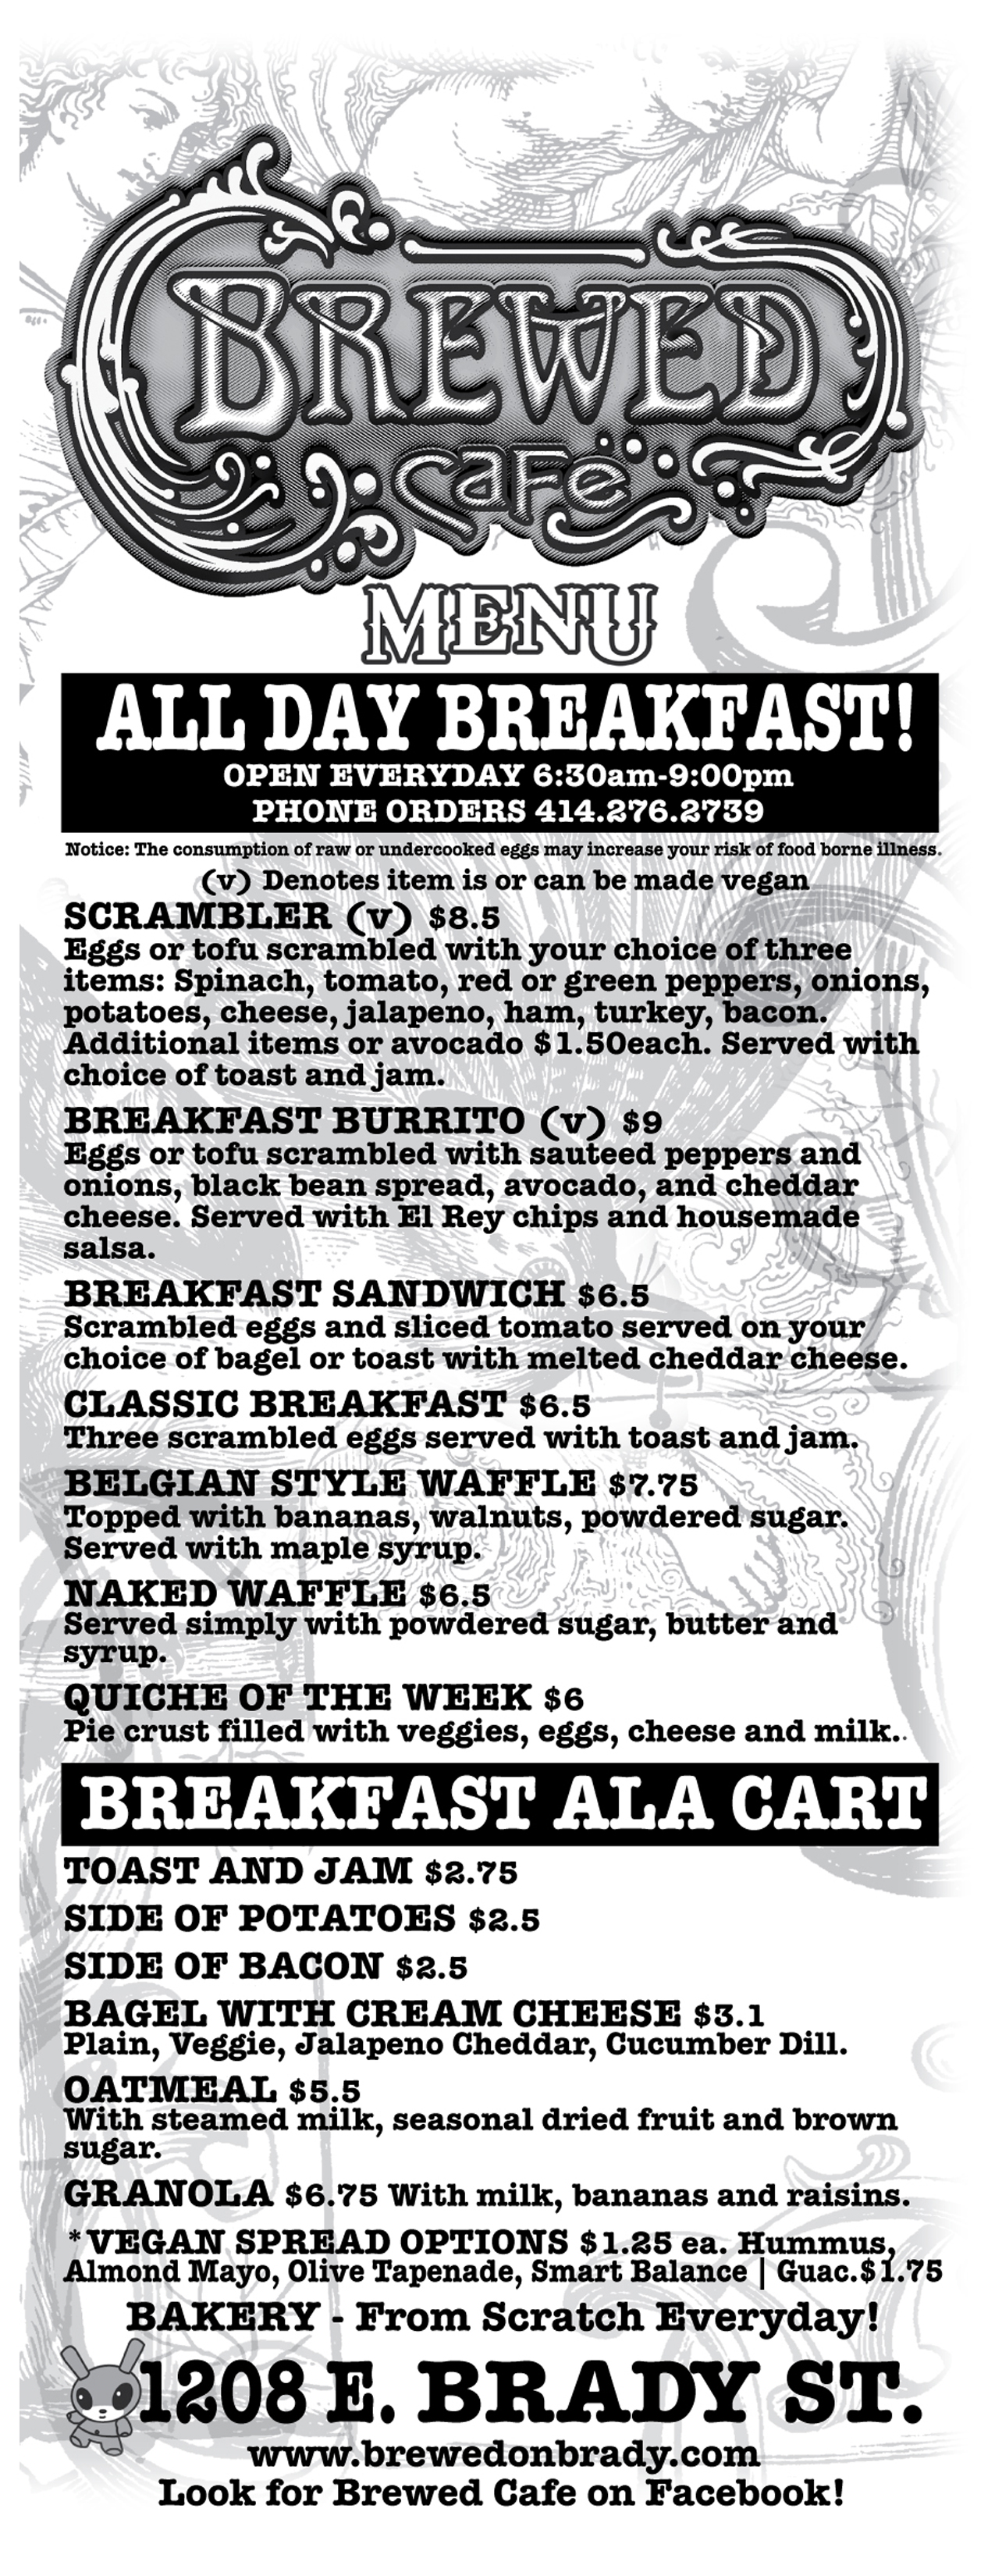 BREWED
CaFe
MENU
ALL DAY BREAKFAST!
OPEN EVERYDAY 6:30am-9:00pm
PHONE ORDERS 414.276.2739
Notice: The consumption of raw or undercooked eggs may increase your risk of food borne illness.
(v) Denotes item is or can be made vegan
SCRAMBLER (v) $8.5
Eggs or tofu scrambled with your choice of three
items: Spinach, tomato, red or green peppers, onions,
potatoes, cheese, jalapeno, ham, turkey, bacon.
Additional items or avocado $1.50each. Served with
choice of toast and jam.
BREAKFAST BURRITO (v) $9
Eggs or tofu scrambled with sauteed peppers and
onions, black bean spread, avocado, and cheddar
cheese. Served with El Rey chips and housemade
salsa.
BREAKFAST SANDWICH $6.5
Scrambled eggs and sliced tomato served on your
choice of bagel or toast with melted cheddar cheese.
CLASSIC BREAKFAST $6.5
Three scrambled eggs served with toast and jam.
BELGIAN STYLE WAFFLE $7.75
Topped with bananas, walnuts, powdered sugar.
Served with maple syrup.
NAKED WAFFLE $6.5
Served simply with powdered sugar, butter and
syrup.
QUICHE OF THE WEEK $6
Pie crust filled with veggies, eggs, cheese and milk..
BREAKFAST ALA CART
TOAST AND JAM $2.75
SIDE OF POTATOES $2.5
SIDE OF BACON $2.5
BAGEL WITH CREAM CHEESE $3.1
Plain, Veggie, Jalapeno Cheddar, Cucumber Dill.
OATMEAL $5.5
With steamed milk, seasonal dried fruit and brown
sugar.
GRANOLA $6.75 With milk, bananas and raisins.
*VEGAN SPREAD OPTIONS $1.25 ea. Hummus,
Almond Mayo, Olive Tapenade, Smart Balance | Guac.$1.75
BAKERY - From Scratch Everyday!
1208 E. BRADY ST.
www.brewedonbrady.com
Look for Brewed Cafe on Facebook!